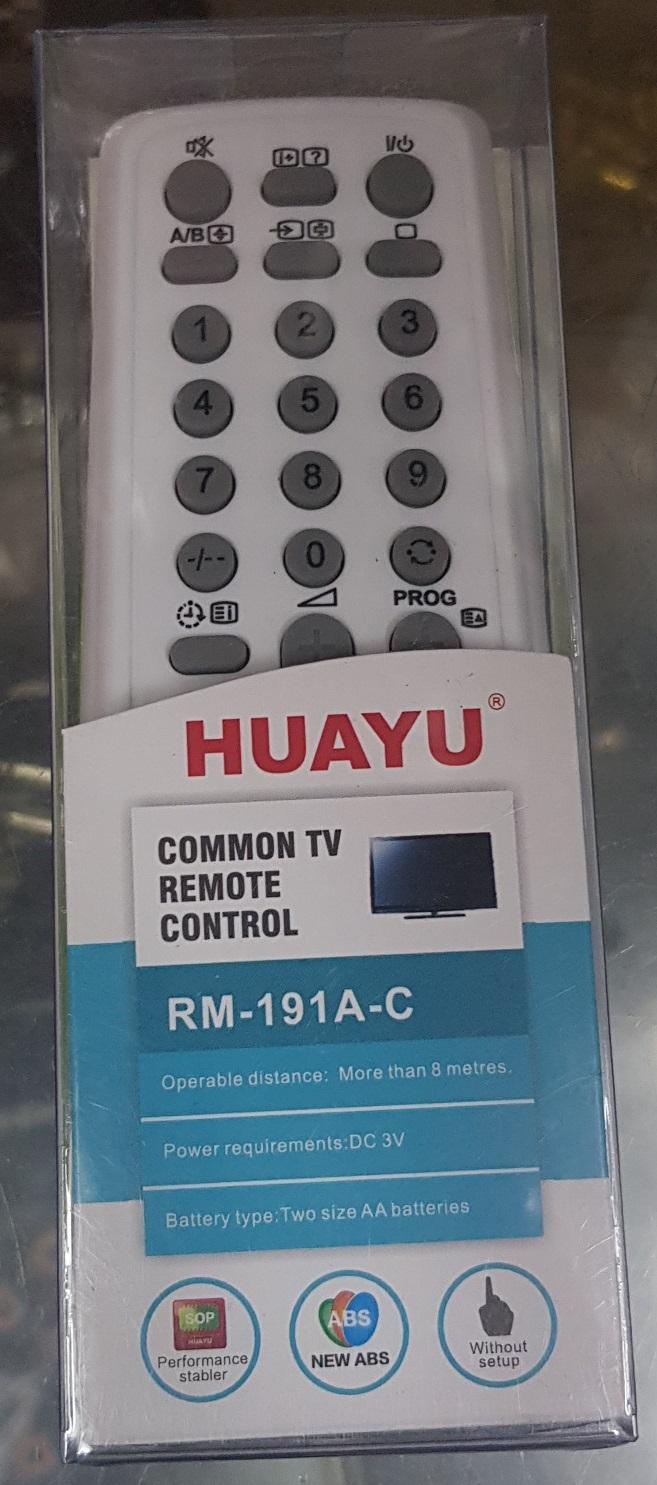 I/⏻
?
A/B
1 2 3
4 5 6
7 8 9
-/-- 0
PROG
HUAYU®
COMMON TV
REMOTE
CONTROL
RM-191A-C
Operable distance: More than 8 metres.
Power requirements:DC 3V
Battery type:Two size AA batteries
SOP
HUAYU
Performance
stabler
ABS
NEW ABS
Without
setup